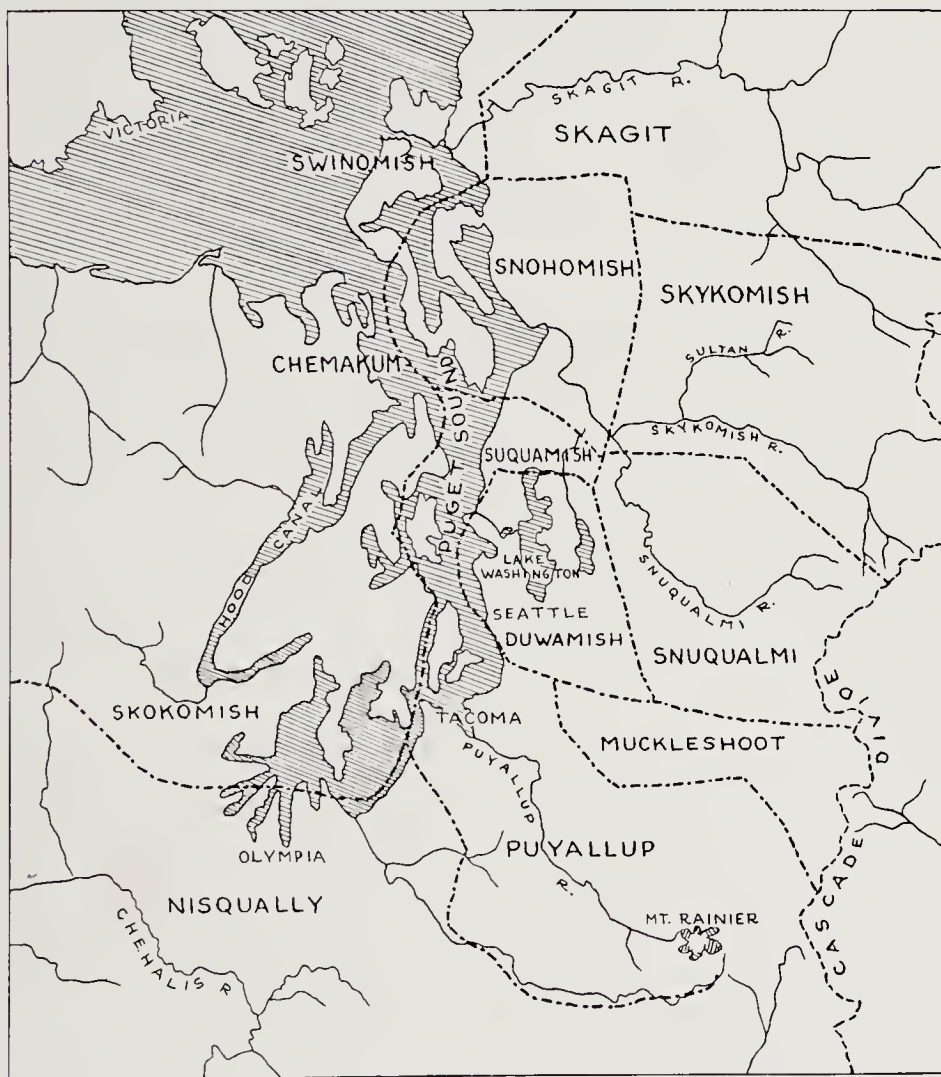 SKAGIT R.
SKAGIT
VICTORIA
SWINOMISH
SNOHOMISH
SKYKOMISH
SULTAN R.
CHEMAKUM
PUGET SOUND
SKYKOMISH R.
SUQUAMISH
HOOD CANAL
LAKE
WASHINGTON
SNUQUALMI R.
SEATTLE
DUWAMISH
SNUQUALMI
SKOKOMISH
TACOMA
MUCKLESHOOT
PUYALLUP R.
CASCADE DIVIDE
OLYMPIA
PUYALLUP
NISQUALLY
MT. RAINIER
CHEHALIS R